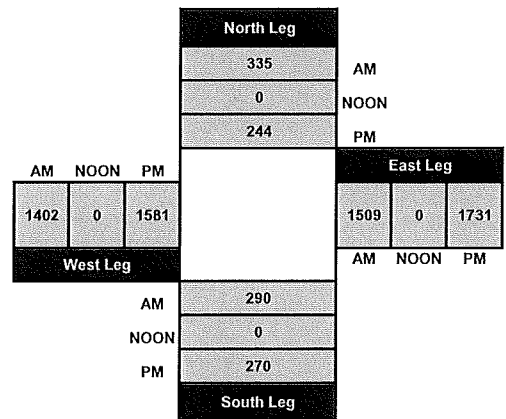 North Leg
335
AM
0
NOON
244
PM
AM NOON PM
East Leg
1402 0 1581
1509 0 1731
West Leg
AM NOON PM
AM
290
NOON
0
PM
270
South Leg